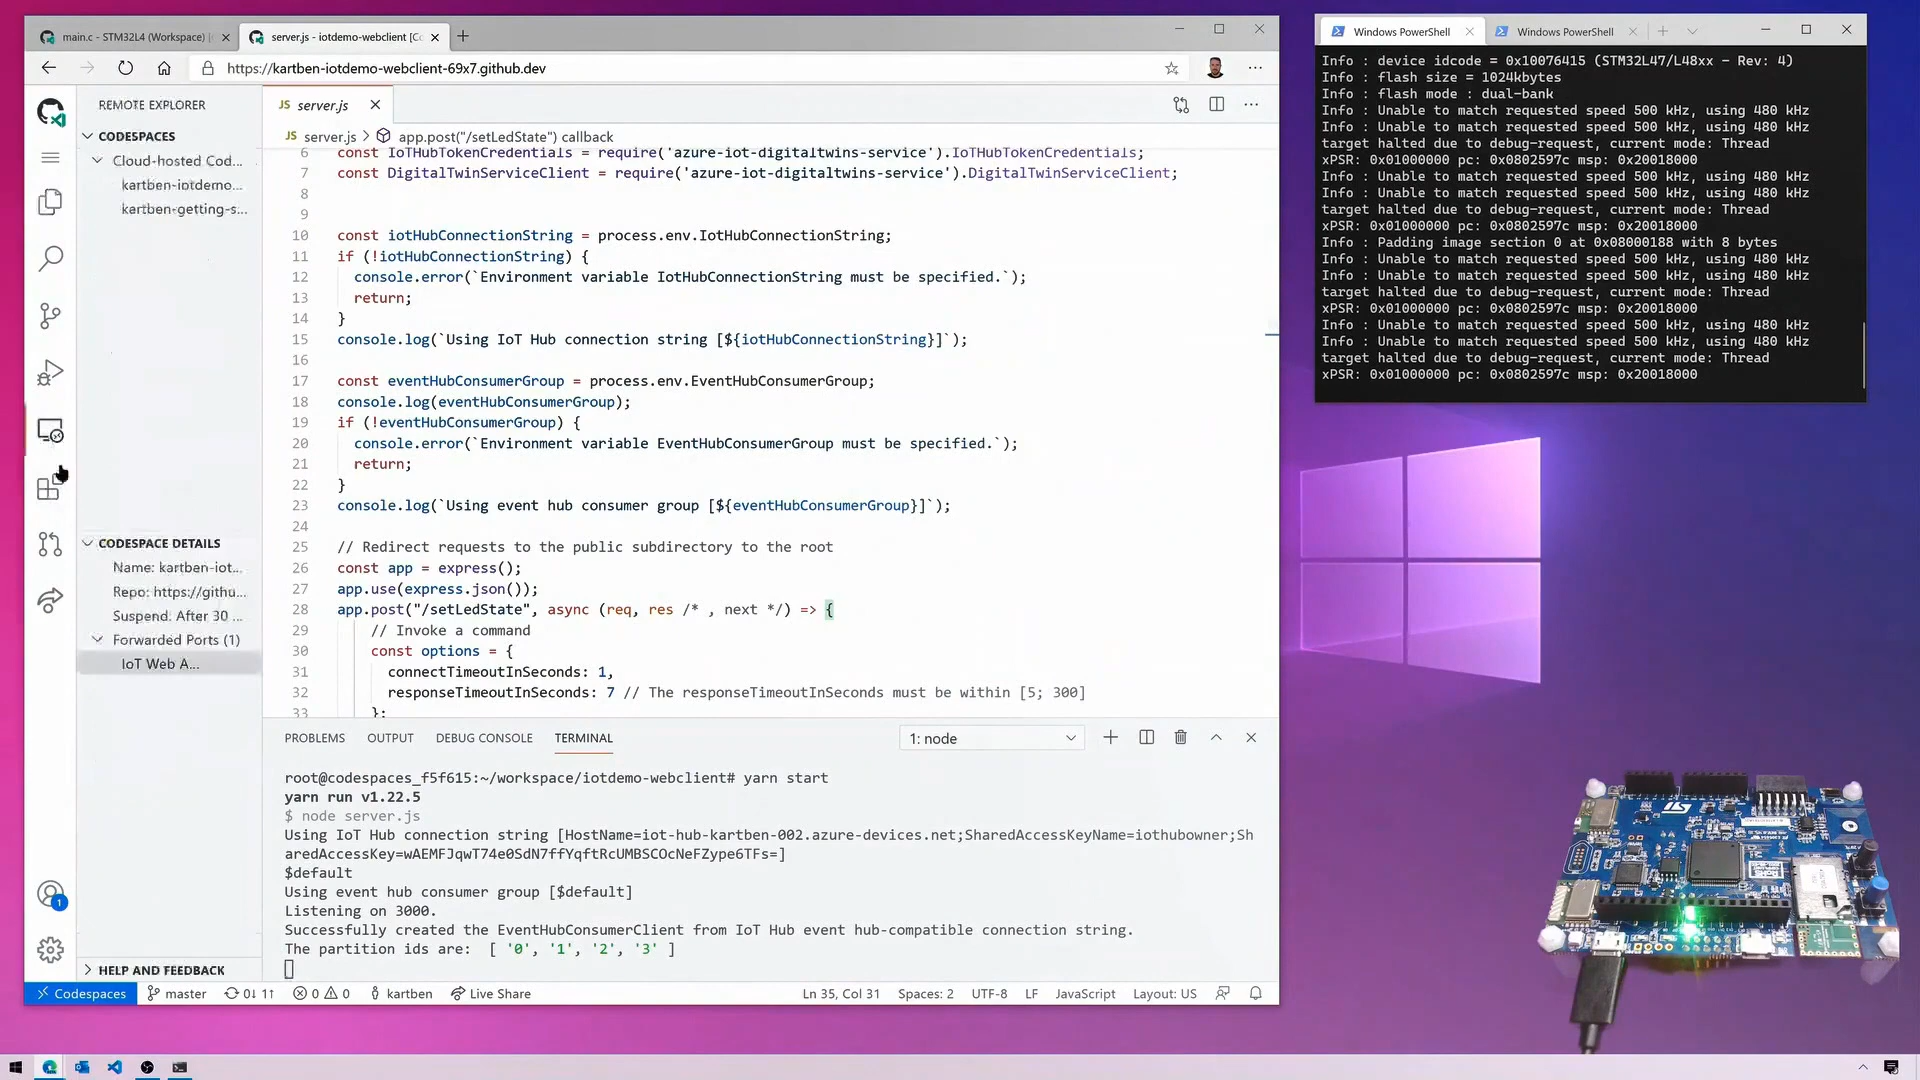 main.c - STM32L4 (Workspace)
server.js - iotdemo-webclient [C
https://kartben-iotdemo-webclient-69x7.github.dev
REMOTE EXPLORER
CODESPACES
Cloud-hosted Cod...
kartben-iotdemo...
kartben-getting-s...
CODESPACE DETAILS
Name: kartben-iot...
Repo: https://githu...
Suspend: After 30 ...
Forwarded Ports (1)
IoT Web A...
HELP AND FEEDBACK
JS server.js
JS server.js > app.post("/setLedState") callback
6 const IoTHubTokenCredentials = require('azure-iot-digitaltwins-service').IoTHubTokenCredentials;
7 const DigitalTwinServiceClient = require('azure-iot-digitaltwins-service').DigitalTwinServiceClient;
8
9
10 const iotHubConnectionString = process.env.IotHubConnectionString;
11 if (!iotHubConnectionString) {
12 console.error(`Environment variable IotHubConnectionString must be specified.`);
13 return;
14 }
15 console.log(`Using IoT Hub connection string [${iotHubConnectionString}]`);
16
17 const eventHubConsumerGroup = process.env.EventHubConsumerGroup;
18 console.log(eventHubConsumerGroup);
19 if (!eventHubConsumerGroup) {
20 console.error(`Environment variable EventHubConsumerGroup must be specified.`);
21 return;
22 }
23 console.log(`Using event hub consumer group [${eventHubConsumerGroup}]`);
24
25 // Redirect requests to the public subdirectory to the root
26 const app = express();
27 app.use(express.json());
28 app.post("/setLedState", async (req, res /* , next */) => {
29 // Invoke a command
30 const options = {
31 connectTimeoutInSeconds: 1,
32 responseTimeoutInSeconds: 7 // The responseTimeoutInSeconds must be within [5; 300]
33 };
PROBLEMS OUTPUT DEBUG CONSOLE TERMINAL 1: node
root@codespaces_f5f615:~/workspace/iotdemo-webclient# yarn start
yarn run v1.22.5
$ node server.js
Using IoT Hub connection string [HostName=iot-hub-kartben-002.azure-devices.net;SharedAccessKeyName=iothubowner;Sh
aredAccessKey=wAEMFJqwT74e0SdN7ffYqftRcUMBSCOcNeFZype6TFs=]
$default
Using event hub consumer group [$default]
Listening on 3000.
Successfully created the EventHubConsumerClient from IoT Hub event hub-compatible connection string.
The partition ids are: [ '0', '1', '2', '3' ]
1
Codespaces master 0↓ 1↑ 0 0 kartben Live Share Ln 35, Col 31 Spaces: 2 UTF-8 LF JavaScript Layout: US
Windows PowerShell
Windows PowerShell
Info : device idcode = 0x10076415 (STM32L47/L48xx - Rev: 4)
Info : flash size = 1024kbytes
Info : flash mode : dual-bank
Info : Unable to match requested speed 500 kHz, using 480 kHz
Info : Unable to match requested speed 500 kHz, using 480 kHz
target halted due to debug-request, current mode: Thread
xPSR: 0x01000000 pc: 0x0802597c msp: 0x20018000
Info : Unable to match requested speed 500 kHz, using 480 kHz
Info : Unable to match requested speed 500 kHz, using 480 kHz
target halted due to debug-request, current mode: Thread
xPSR: 0x01000000 pc: 0x0802597c msp: 0x20018000
Info : Padding image section 0 at 0x08000188 with 8 bytes
Info : Unable to match requested speed 500 kHz, using 480 kHz
Info : Unable to match requested speed 500 kHz, using 480 kHz
target halted due to debug-request, current mode: Thread
xPSR: 0x01000000 pc: 0x0802597c msp: 0x20018000
Info : Unable to match requested speed 500 kHz, using 480 kHz
Info : Unable to match requested speed 500 kHz, using 480 kHz
target halted due to debug-request, current mode: Thread
xPSR: 0x01000000 pc: 0x0802597c msp: 0x20018000